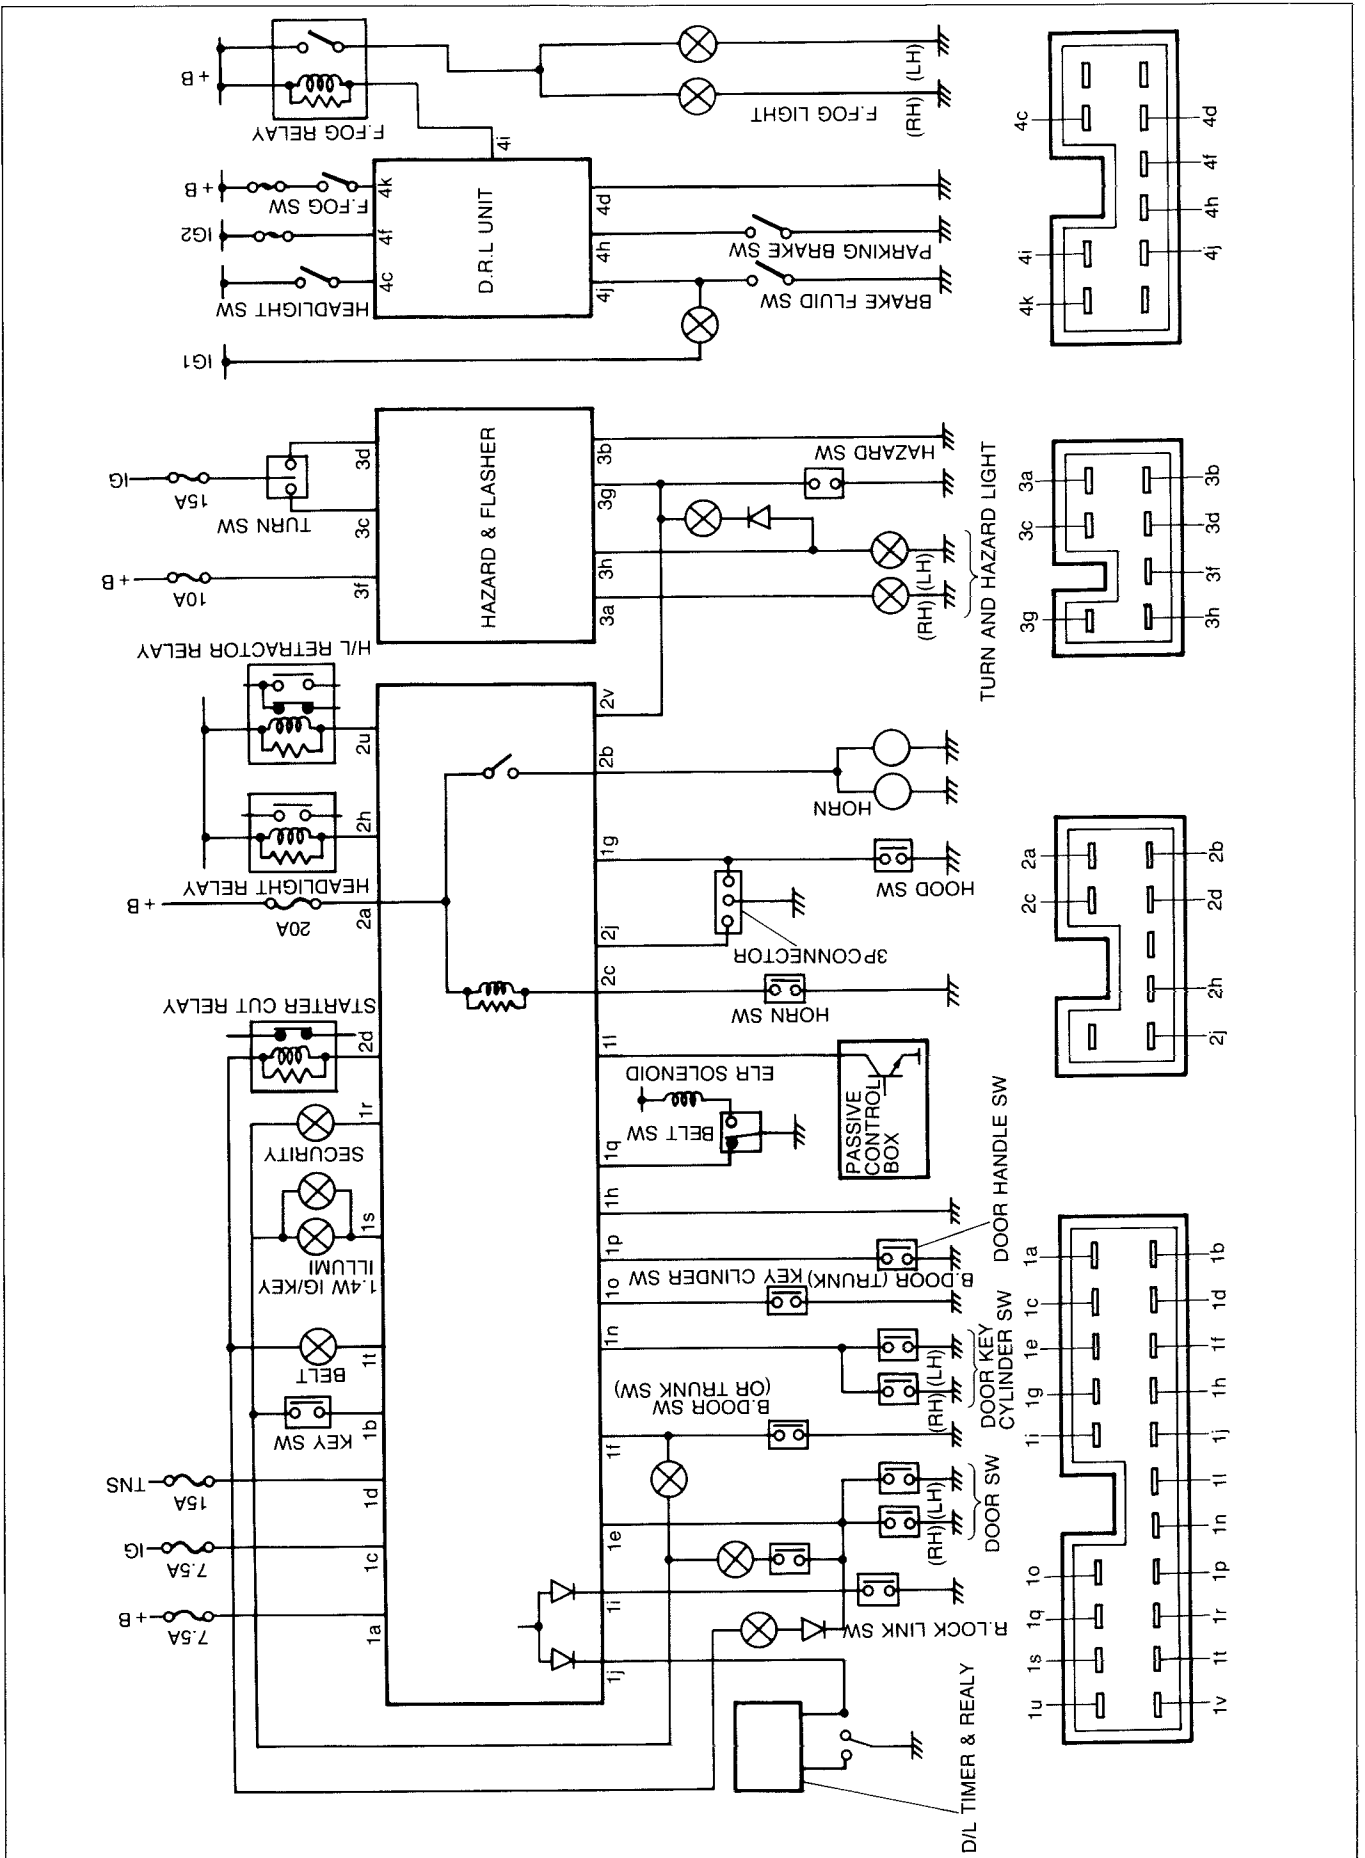 +B
F.FOG RELAY
4i
(LH)
(RH)
F.FOG LIGHT
+B
F.FOG SW
4k
IG2
4f
HEADLIGHT SW
4c
D.R.L UNIT
4d
4h
PARKING BRAKE SW
4j
BRAKE FLUID SW
IG1
4c
4d
4f
4h
4i
4j
4k
IG
15A
TURN SW
3d
3c
+B
10A
3f
HAZARD & FLASHER
3b
HAZARD SW
3g
3h
3a
(LH)
(RH)
TURN AND HAZARD LIGHT
3a
3b
3c
3d
3f
3g
3h
H/L RETRACTOR RELAY
2u
2h
HEADLIGHT RELAY
+B
20A
2a
2v
2b
HORN
1g
HOOD SW
2j
3PCONNECTOR
2c
HORN SW
2a
2b
2c
2d
2h
2j
STARTER CUT RELAY
2d
1r
SECURITY
1s
1.4W IG/KEY
ILLUMI
1t
BELT
1b
KEY SW
TNS
15A
1d
IG
7.5A
1c
+B
7.5A
1a
1l
ELR SOLENOID
BELT SW
1q
PASSIVE
CONTROL
BOX
1h
DOOR HANDLE SW
1p
B.DOOR (TRUNK) KEY CLINDER SW
1o
1n
(LH)
(RH)
DOOR KEY
CYLINDER SW
B.DOOR SW
(OR TRUNK SW)
1f
1e
(LH)
(RH)
DOOR SW
1i
R.LOCK LINK SW
1j
D/L TIMER & REALY
1a
1b
1c
1d
1e
1f
1g
1h
1i
1j
1l
1n
1o
1p
1q
1r
1s
1t
1u
1v